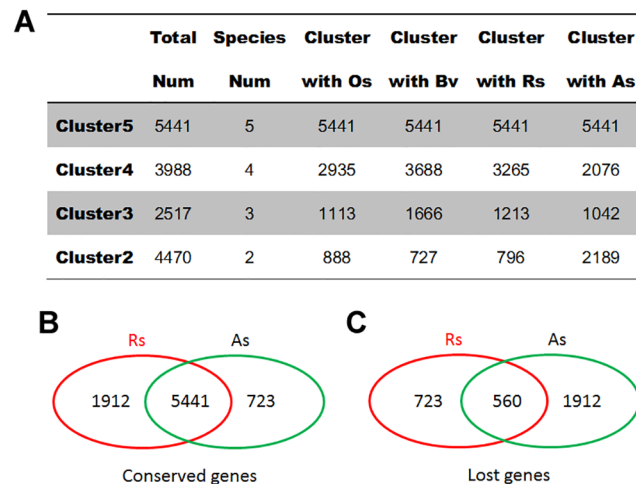 A
Total Species Cluster Cluster Cluster Cluster
Num Num with Os with Bv with Rs with As
Cluster5 5441 5 5441 5441 5441 5441
Cluster4 3988 4 2935 3688 3265 2076
Cluster3 2517 3 1113 1666 1213 1042
Cluster2 4470 2 888 727 796 2189
B
Rs As
1912 5441 723
Conserved genes
C
Rs As
723 560 1912
Lost genes